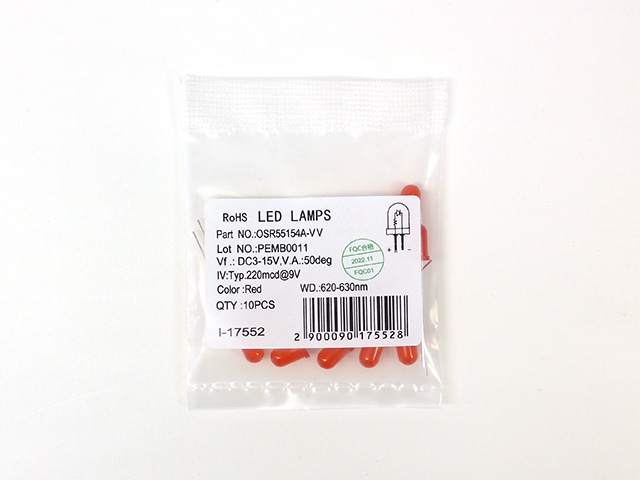 RoHS LED LAMPS
Part NO.:OSR55154A-VV
Lot NO.:PEMB0011
Vf .: DC3-15V,V.A.:50deg
IV:Typ.220mcd@9V
Color :Red WD.:620-630nm
QTY :10PCS
I-17552
2 900090 175528
+ -
FQC合格
2022.11
FQC01